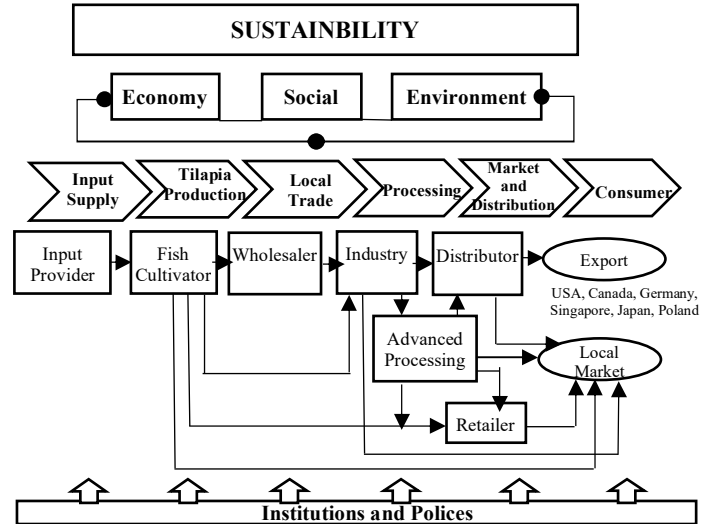 SUSTAINBILITY
Economy
Social
Environment
Input
Supply
Tilapia
Production
Local
Trade
Processing
Market
and
Distribution
Consumer
Input
Provider
Fish
Cultivator
Wholesaler
Industry
Distributor
Export
USA, Canada, Germany,
Singapore, Japan, Poland
Advanced
Processing
Local
Market
Retailer
Institutions and Polices